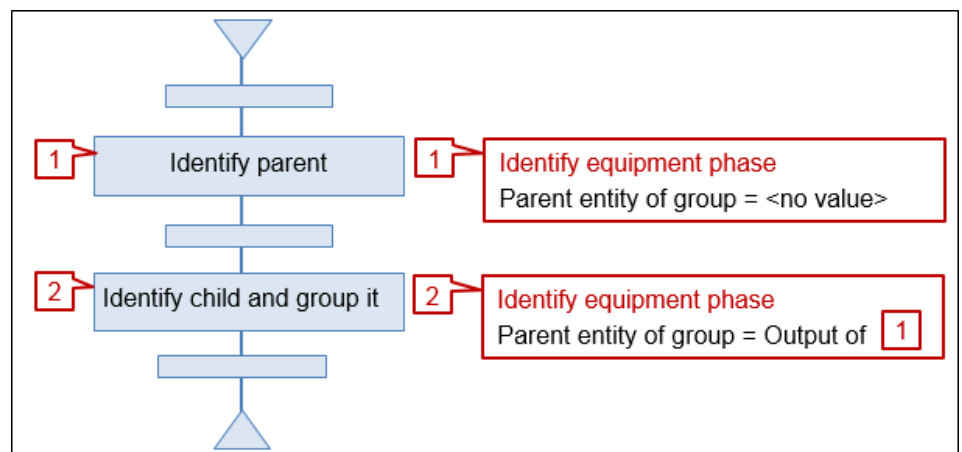 1
Identify parent
1
Identify equipment phase
Parent entity of group = <no value>
2
Identify child and group it
2
Identify equipment phase
Parent entity of group = Output of 1